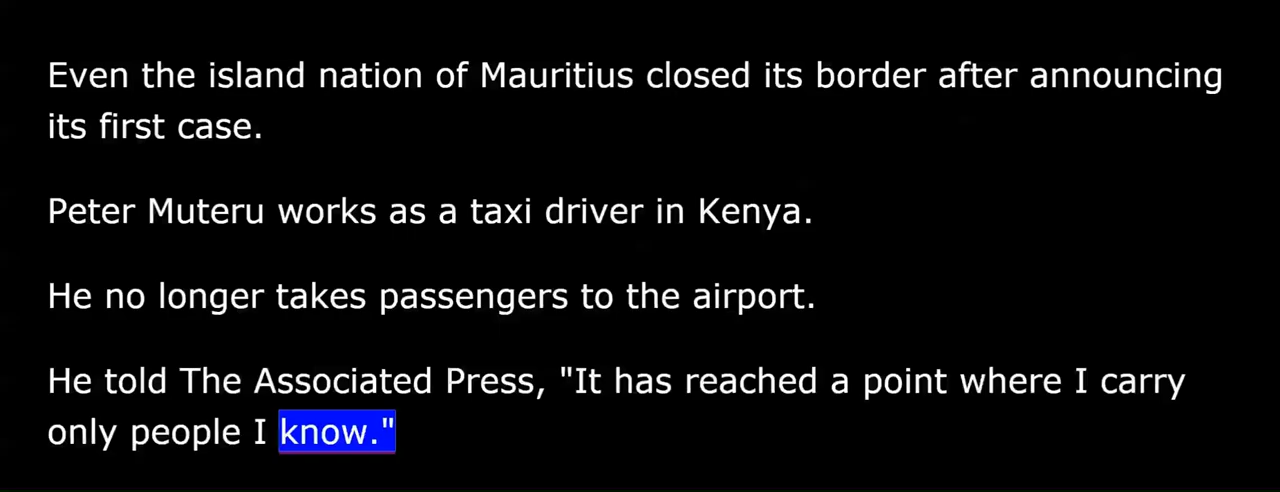 Even the island nation of Mauritius closed its border after announcing
its first case.
Peter Muteru works as a taxi driver in Kenya.
He no longer takes passengers to the airport.
He told The Associated Press, "It has reached a point where I carry
only people I know."